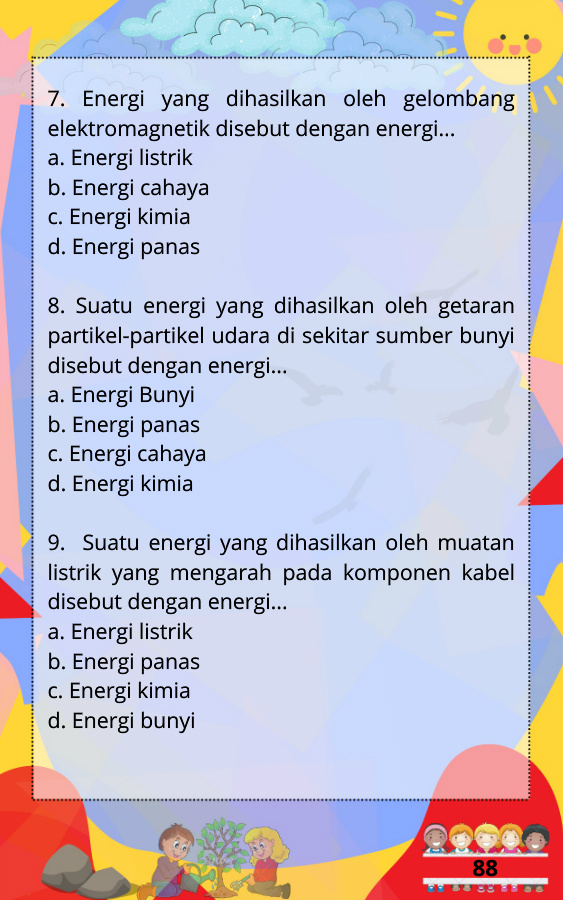 7. Energi yang dihasilkan oleh gelombang
elektromagnetik disebut dengan energi...
a. Energi listrik
b. Energi cahaya
c. Energi kimia
d. Energi panas
8. Suatu energi yang dihasilkan oleh getaran
partikel-partikel udara di sekitar sumber bunyi
disebut dengan energi...
a. Energi Bunyi
b. Energi panas
c. Energi cahaya
d. Energi kimia
9. Suatu energi yang dihasilkan oleh muatan
listrik yang mengarah pada komponen kabel
disebut dengan energi...
a. Energi listrik
b. Energi panas
c. Energi kimia
d. Energi bunyi
88